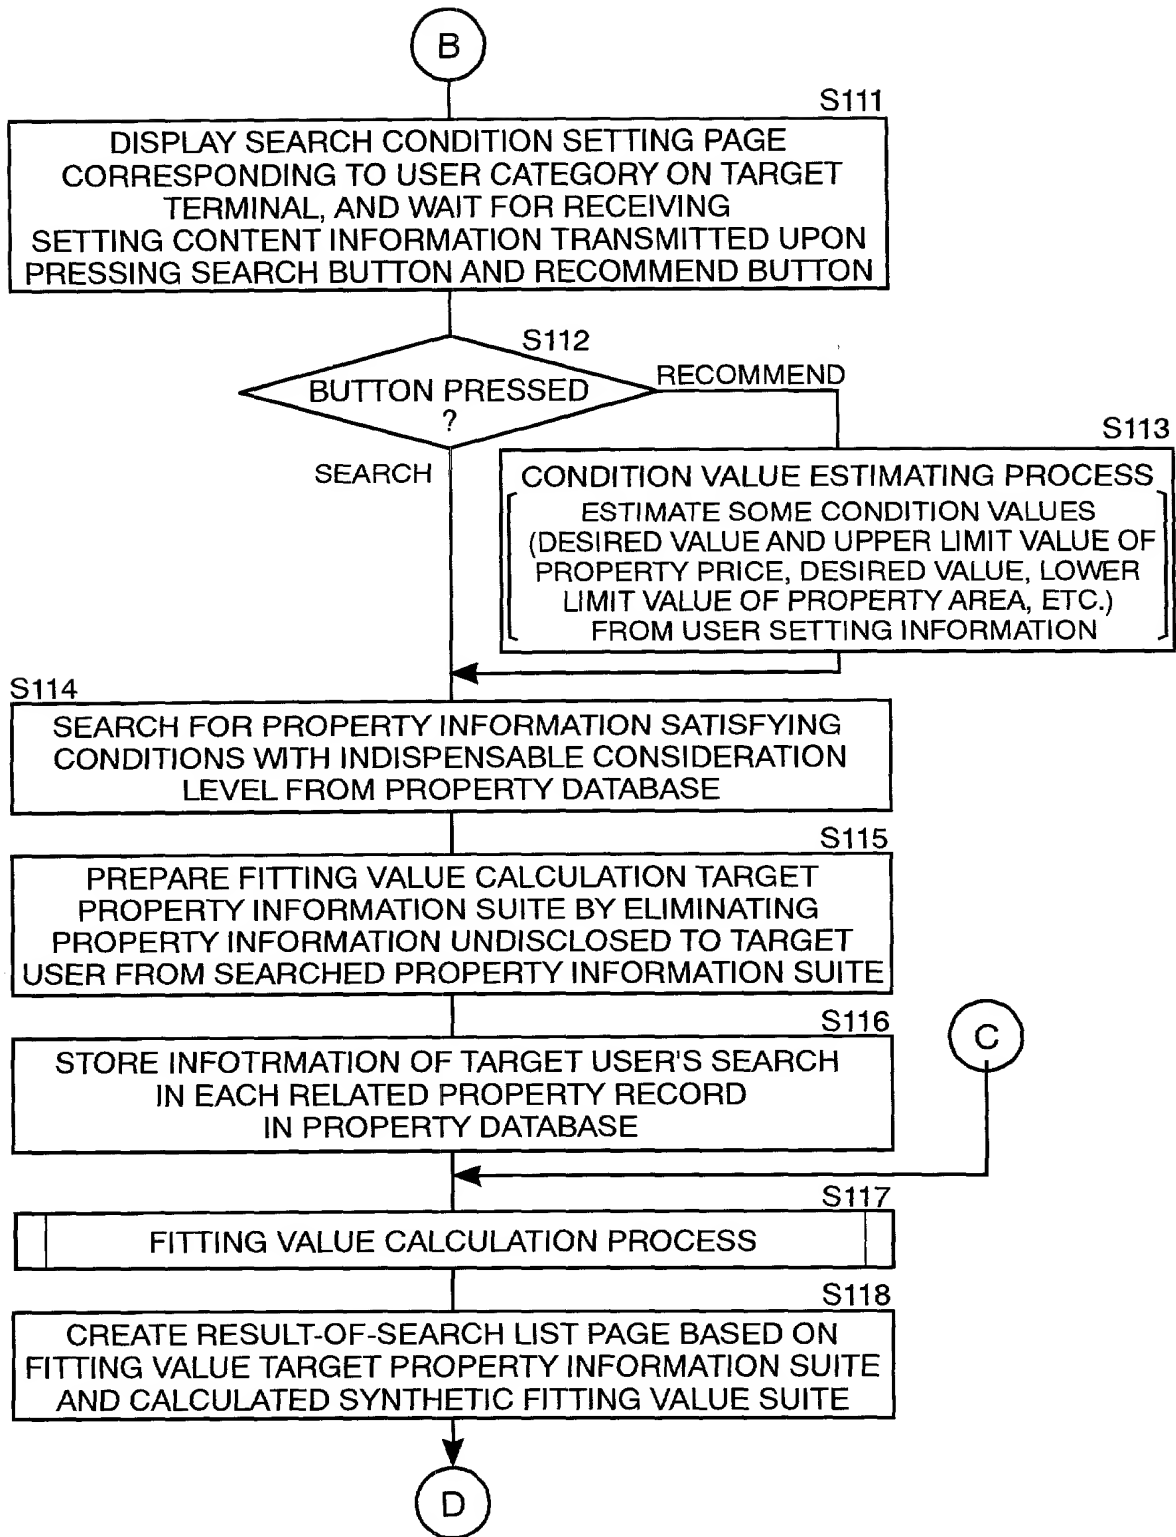 B
S111
DISPLAY SEARCH CONDITION SETTING PAGE
CORRESPONDING TO USER CATEGORY ON TARGET
TERMINAL, AND WAIT FOR RECEIVING
SETTING CONTENT INFORMATION TRANSMITTED UPON
PRESSING SEARCH BUTTON AND RECOMMEND BUTTON
S112
BUTTON PRESSED
?
RECOMMEND
SEARCH
S113
CONDITION VALUE ESTIMATING PROCESS
ESTIMATE SOME CONDITION VALUES
(DESIRED VALUE AND UPPER LIMIT VALUE OF
PROPERTY PRICE, DESIRED VALUE, LOWER
LIMIT VALUE OF PROPERTY AREA, ETC.)
FROM USER SETTING INFORMATION
S114
SEARCH FOR PROPERTY INFORMATION SATISFYING
CONDITIONS WITH INDISPENSABLE CONSIDERATION
LEVEL FROM PROPERTY DATABASE
S115
PREPARE FITTING VALUE CALCULATION TARGET
PROPERTY INFORMATION SUITE BY ELIMINATING
PROPERTY INFORMATION UNDISCLOSED TO TARGET
USER FROM SEARCHED PROPERTY INFORMATION SUITE
S116
STORE INFOTRMATION OF TARGET USER'S SEARCH
IN EACH RELATED PROPERTY RECORD
IN PROPERTY DATABASE
C
S117
FITTING VALUE CALCULATION PROCESS
S118
CREATE RESULT-OF-SEARCH LIST PAGE BASED ON
FITTING VALUE TARGET PROPERTY INFORMATION SUITE
AND CALCULATED SYNTHETIC FITTING VALUE SUITE
D